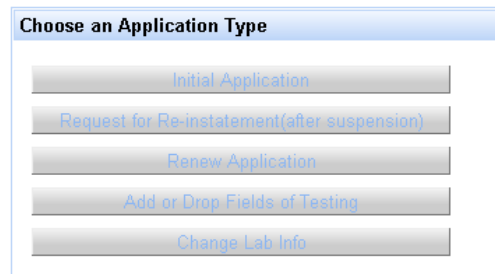 Choose an Application Type
Initial Application
Request for Re-instatement(after suspension)
Renew Application
Add or Drop Fields of Testing
Change Lab Info